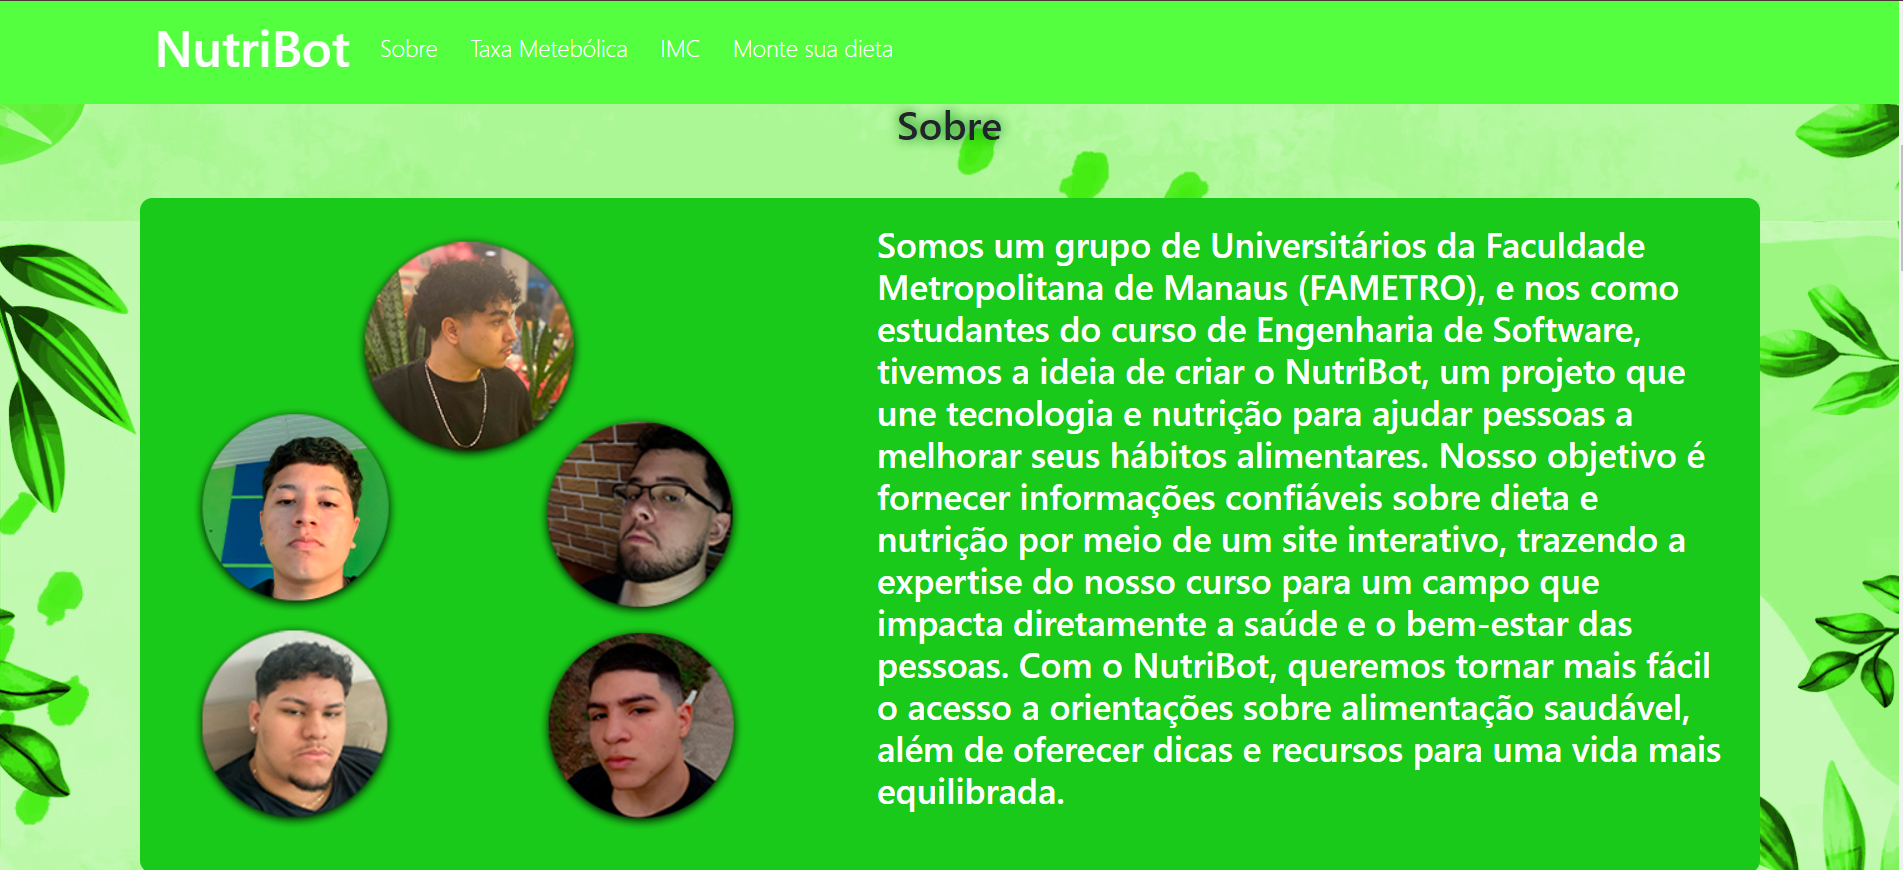 NutriBot Sobre Taxa Metebólica IMC Monte sua dieta
Sobre
Somos um grupo de Universitários da Faculdade
Metropolitana de Manaus (FAMETRO), e nos como
estudantes do curso de Engenharia de Software,
tivemos a ideia de criar o NutriBot, um projeto que
une tecnologia e nutrição para ajudar pessoas a
melhorar seus hábitos alimentares. Nosso objetivo é
fornecer informações confiáveis sobre dieta e
nutrição por meio de um site interativo, trazendo a
expertise do nosso curso para um campo que
impacta diretamente a saúde e o bem-estar das
pessoas. Com o NutriBot, queremos tornar mais fácil
o acesso a orientações sobre alimentação saudável,
além de oferecer dicas e recursos para uma vida mais
equilibrada.